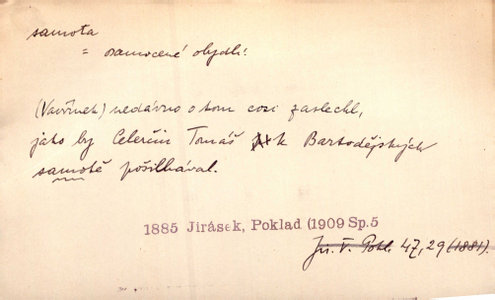 samota
= osamocené obydlí:
(Vavřinek) nedávno o tom cosi zaslechl,
jako by Celerin Tomáš k Bartodějských
samotě pošilhával.
1885 Jirásek, Poklad (1909 Sp.5
Jir. V. Pokl. 47, 29 (1881).